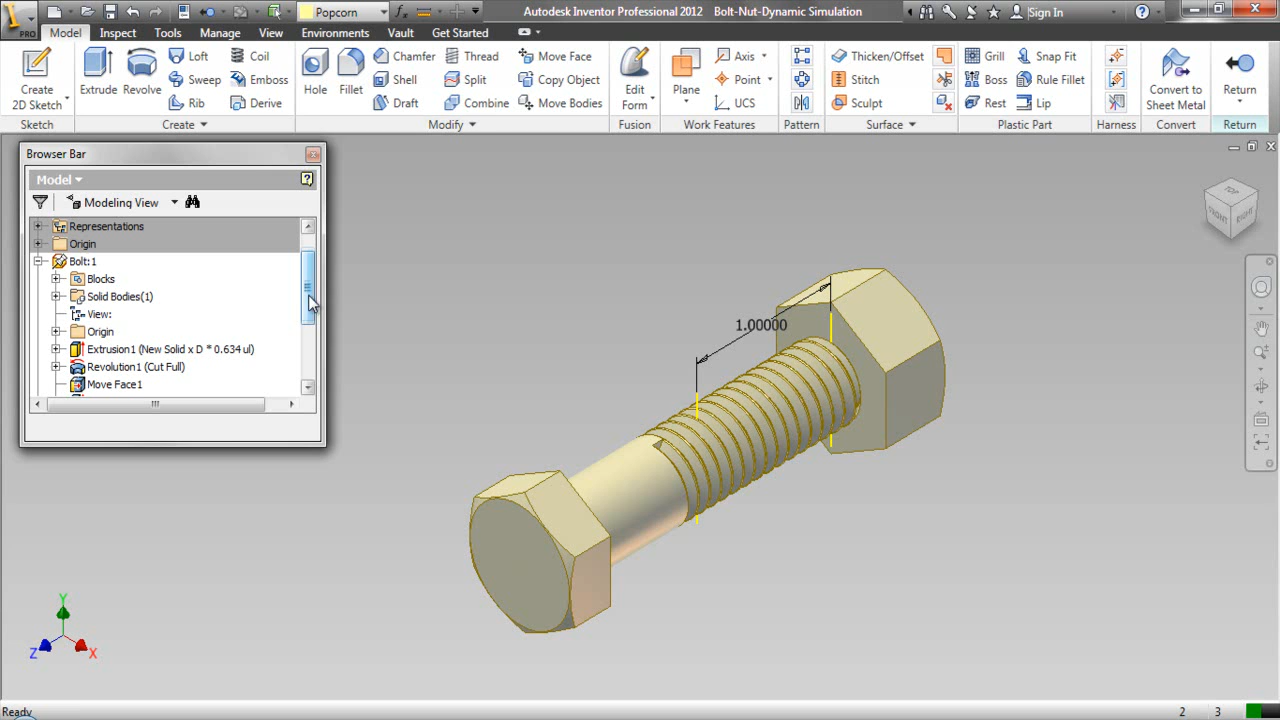 PRO
Popcorn
Autodesk Inventor Professional 2012 Bolt-Nut-Dynamic Simulation
Sign In
Model Inspect Tools Manage View Environments Vault Get Started
Create 2D Sketch
Extrude
Revolve
Loft
Sweep
Rib
Coil
Emboss
Derive
Hole
Fillet
Chamfer
Shell
Draft
Thread
Split
Combine
Move Face
Copy Object
Move Bodies
Edit Form
Plane
Axis
Point
UCS
Thicken/Offset
Stitch
Sculpt
Grill
Boss
Rest
Snap Fit
Rule Fillet
Lip
Convert to Sheet Metal
Return
Sketch Create Modify Fusion Work Features Pattern Surface Plastic Part Harness Convert Return
Browser Bar
Model
Modeling View
Representations
Origin
Bolt:1
Blocks
Solid Bodies(1)
View:
Origin
Extrusion1 (New Solid x D * 0.634 ul)
Revolution1 (Cut Full)
Move Face1
1.00000
TOP
FRONT
RIGHT
Y
Z
X
Ready
2 3